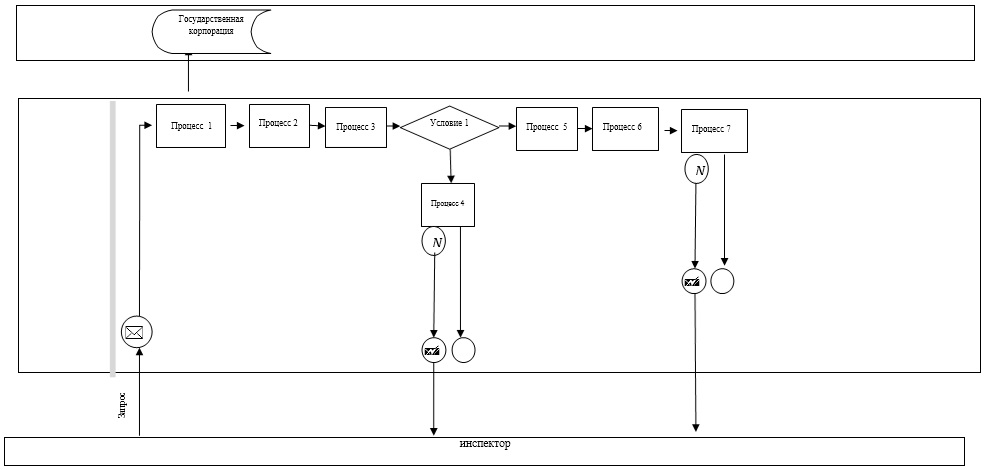 Государственная
корпорация
Процесс 1
Процесс 2
Процесс 3
Условие 1
Процесс 5
Процесс 6
Процесс 7
Процесс 4
N
N
Запрос
инспектор